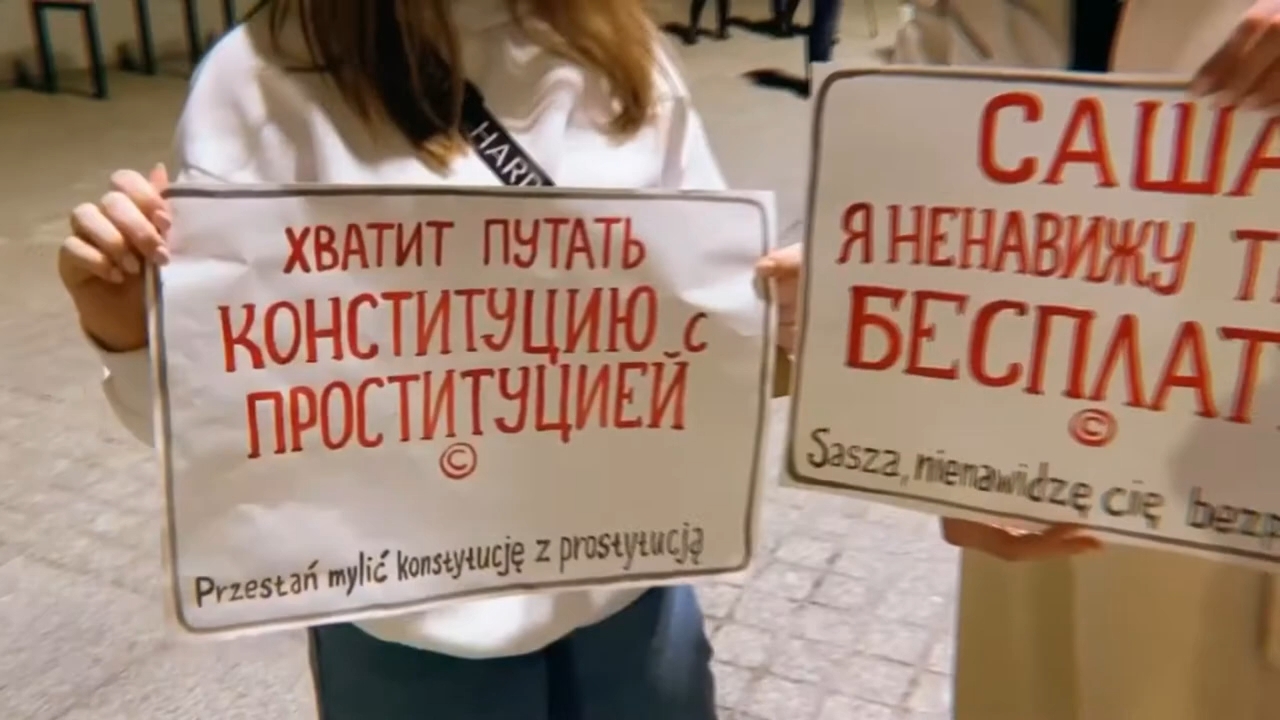 HARD
ХВАТИТ ПУТАТЬ
КОНСТИТУЦИЮ с
ПРОСТИТУЦИЕЙ
©
Przestań mylić konstytucję z prostytucją
САША
Я НЕНАВИЖУ
©
Sasza, nienawidzę cię